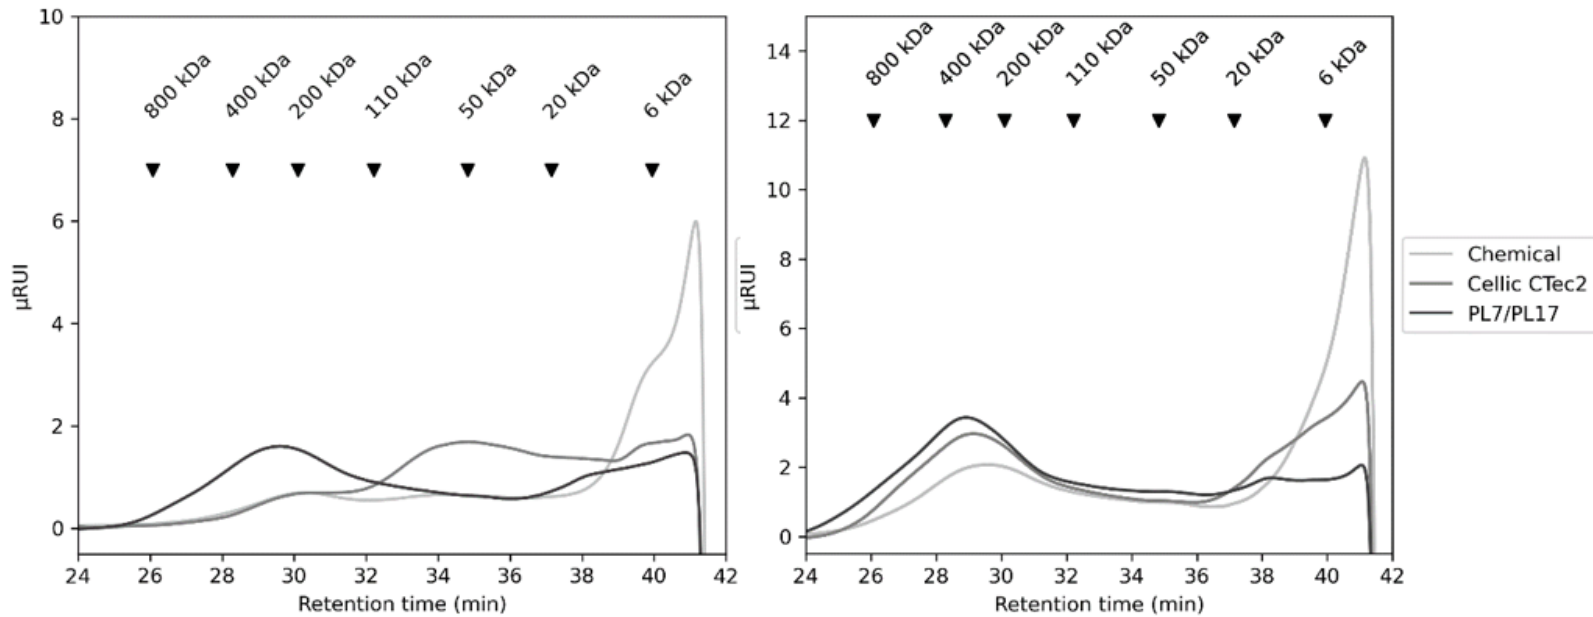 10
8
6
4
2
0
µRUI
800 kDa
400 kDa
200 kDa
110 kDa
50 kDa
20 kDa
6 kDa
24 26 28 30 32 34 36 38 40 42
Retention time (min)
14
12
10
8
6
4
2
0
µRUI
800 kDa
400 kDa
200 kDa
110 kDa
50 kDa
20 kDa
6 kDa
24 26 28 30 32 34 36 38 40 42
Retention time (min)
Chemical
Cellic CTec2
PL7/PL17